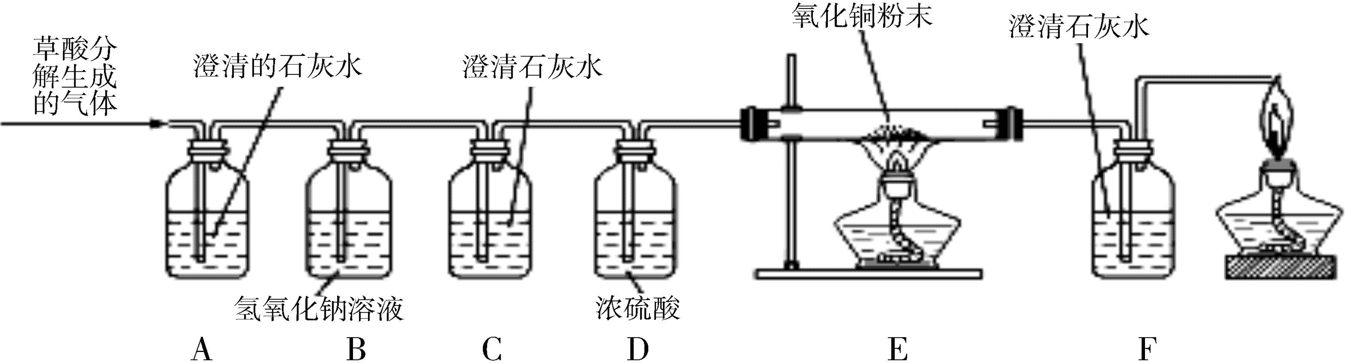 草酸分
解生成
的气体
澄清的石灰水
澄清石灰水
氧化铜粉末
澄清石灰水
氢氧化钠溶液
浓硫酸
A B C D E F